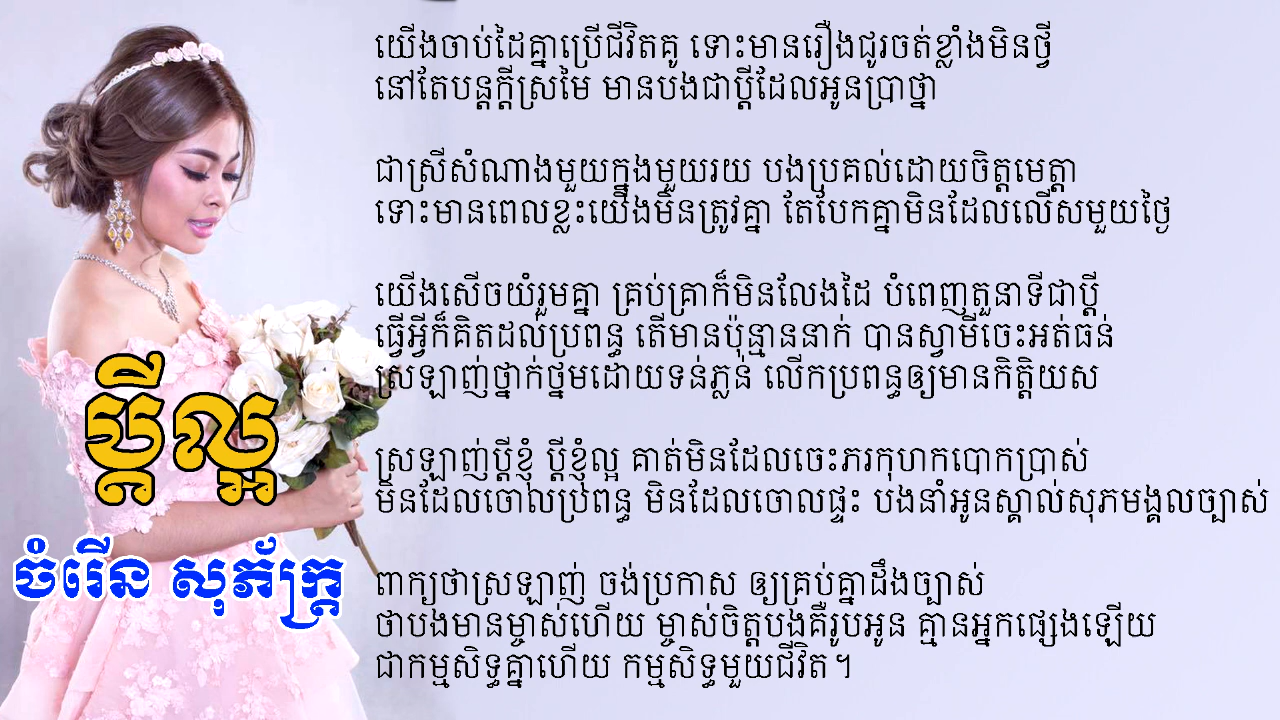 យើងចាប់ដៃគ្នាប្រើជីវិតគូ ទោះមានរឿងជូរចត់ខ្លាំងមិនថ្វី
នៅតែបន្តក្ដីស្រមៃ មានបងជាប្ដីដែលអូនប្រាថ្នា
ជាស្រីសំណាងមួយក្នុងមួយរយ បងប្រគល់ដោយចិត្តមេត្តា
ទោះមានពេលខ្លះយើងមិនត្រូវគ្នា តែបែកគ្នាមិនដែលលើសមួយថ្ងៃ
យើងសើចយំរួមគ្នា គ្រប់គ្រាក៏មិនលែងដៃ បំពេញតួនាទីជាប្ដី
ធ្វើអ្វីក៏គិតដល់ប្រពន្ធ តើមានប៉ុន្មាននាក់ បានស្វាមីចេះអត់ធន់
ស្រឡាញ់ថ្នាក់ថ្នមដោយទន់ភ្លន់ លើកប្រពន្ធឲ្យមានកិត្តិយស
ស្រឡាញ់ប្ដីខ្ញុំ ប្ដីខ្ញុំល្អ គាត់មិនដែលចេះភរកុហកបោកប្រាស់
មិនដែលចោលប្រពន្ធ មិនដែលចោលផ្ទះ បងនាំអូនស្គាល់សុភមង្គលច្បាស់
ពាក្យថាស្រឡាញ់ ចង់ប្រកាស ឲ្យគ្រប់គ្នាដឹងច្បាស់
ថាបងមានម្ចាស់ហើយ ម្ចាស់ចិត្តបងគឺរូបអូន គ្មានអ្នកផ្សេងឡើយ
ជាកម្មសិទ្ធគ្នាហើយ កម្មសិទ្ធមួយជីវិត។
ប្ដីល្អ
ចំរើន សុភ័ក្ត្រ